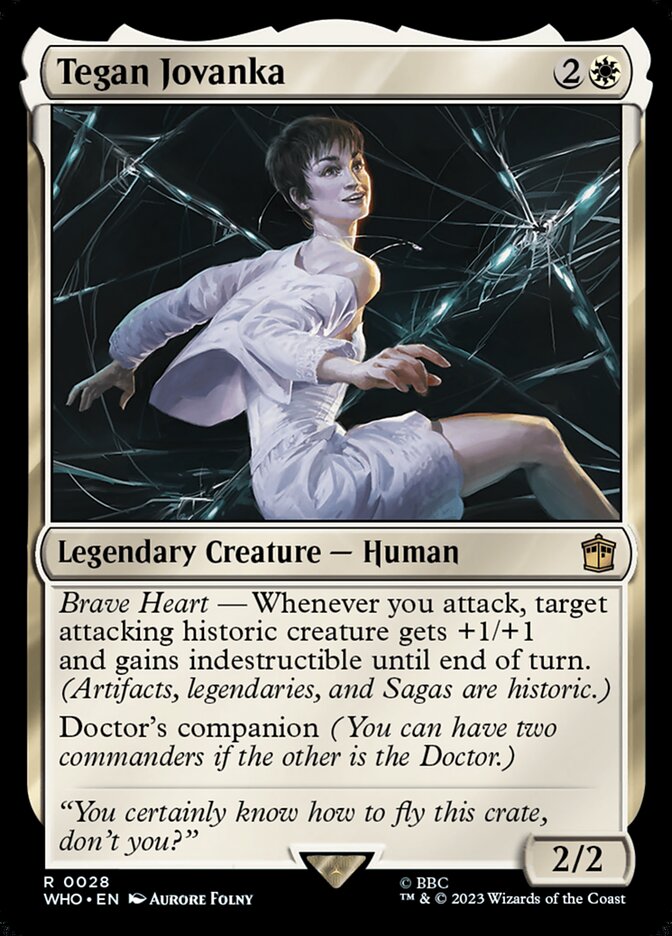 Tegan Jovanka 2
Legendary Creature — Human
Brave Heart — Whenever you attack, target
attacking historic creature gets +1/+1
and gains indestructible until end of turn.
(Artifacts, legendaries, and Sagas are historic.)
Doctor's companion (You can have two
commanders if the other is the Doctor.)
"You certainly know how to fly this crate,
don't you?"
2/2
R 0028
WHO • EN Aurore Folny
© BBC
™ & © 2023 Wizards of the Coast